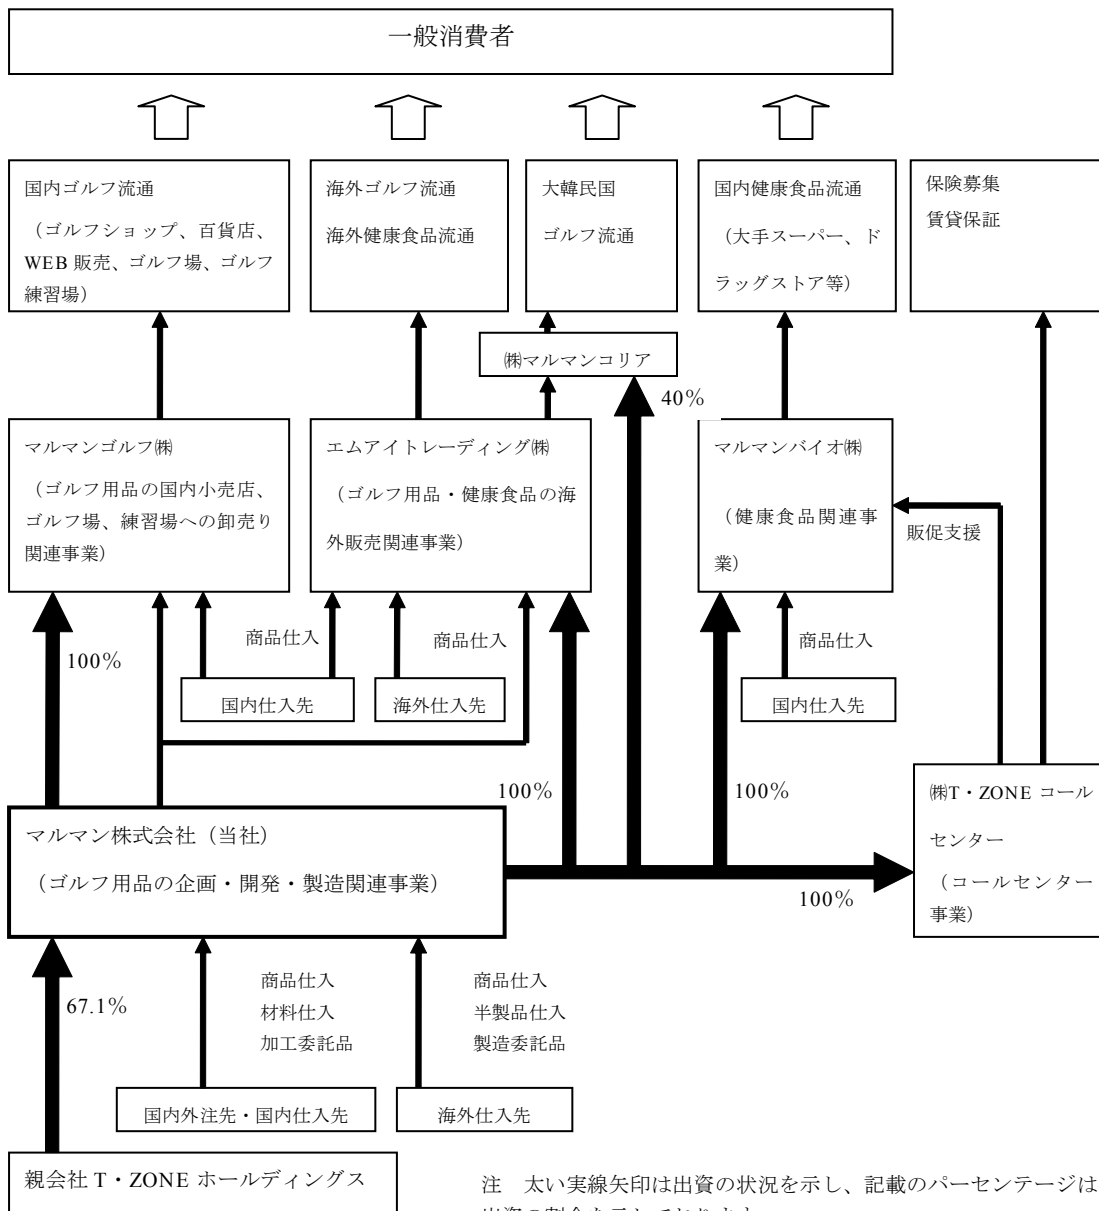 一般消費者
国内ゴルフ流通
（ゴルフショップ、百貨店、
WEB 販売、ゴルフ場、ゴルフ
練習場）
海外ゴルフ流通
海外健康食品流通
大韓民国
ゴルフ流通
国内健康食品流通
（大手スーパー、ド
ラッグストア等）
保険募集
賃貸保証
㈱マルマンコリア
40％
マルマンゴルフ㈱
（ゴルフ用品の国内小売店、
ゴルフ場、練習場への卸売り
関連事業）
エムアイトレーディング㈱
（ゴルフ用品・健康食品の海
外販売関連事業）
マルマンバイオ㈱
（健康食品関連事
業）
販促支援
100％
商品仕入
商品仕入
商品仕入
国内仕入先
海外仕入先
国内仕入先
100％
100％
㈱T・ZONE コール
センター
（コールセンター
事業）
マルマン株式会社（当社）
（ゴルフ用品の企画・開発・製造関連事業）
100％
67.1％
商品仕入
材料仕入
加工委託品
商品仕入
半製品仕入
製造委託品
国内外注先・国内仕入先
海外仕入先
親会社 T・ZONE ホールディングス
注　太い実線矢印は出資の状況を示し、記載のパーセンテージは